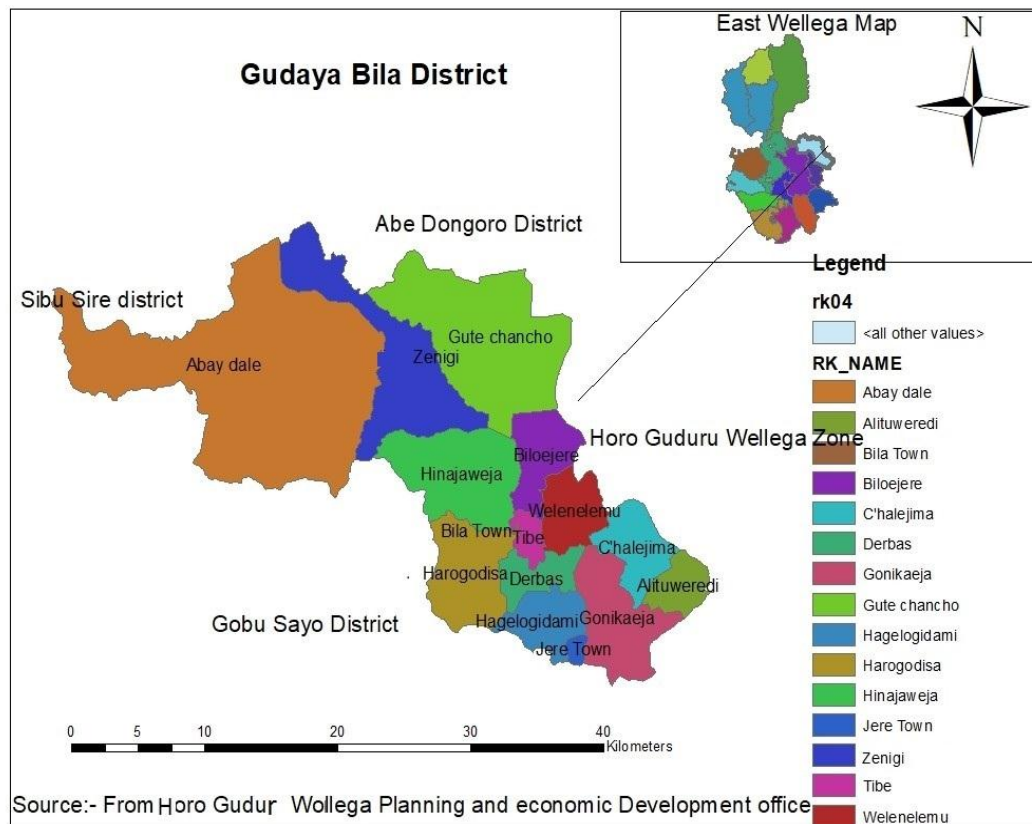 East Wellega Map
N
Gudaya Bila District
Abe Dongoro District
Sibu Sire district
Abay dale
Zenigi
Gute chancho
Horo Guduru Wellega Zone
Biloejere
Hinajaweja
Welenelemu
Bila Town
Tibe
C'halejima
Harogodisa
Derbas
Alituweredi
Gobu Sayo District
Hagelogidami
Gonikaeja
Jere Town
Legend
rk04
<all other values>
RK_NAME
Abay dale
Alituweredi
Bila Town
Biloejere
C'halejima
Derbas
Gonikaeja
Gute chancho
Hagelogidami
Harogodisa
Hinajaweja
Jere Town
Zenigi
Tibe
Welenelemu
0 5 10 20 30 40
Kilometers
Source:- From Horo Gudur Wollega Planning and economic Development office